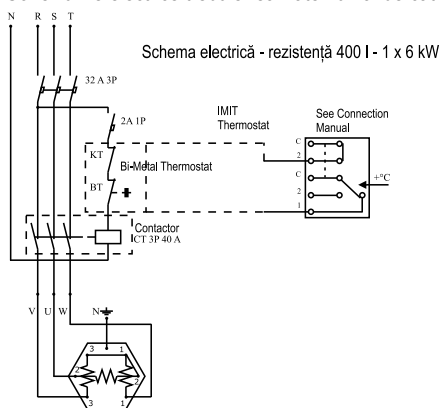 N R S T
Schema electrică - rezistență 400 l - 1 x 6 kW
32 A 3P
2A 1P
IMIT
Thermostat
See Connection
Manual
KT
Bi-Metal Thermostat
BT
C
2
C
2
1
+°C
Contactor
CT 3P 40 A
V U W N
3 1
2 2
3 1